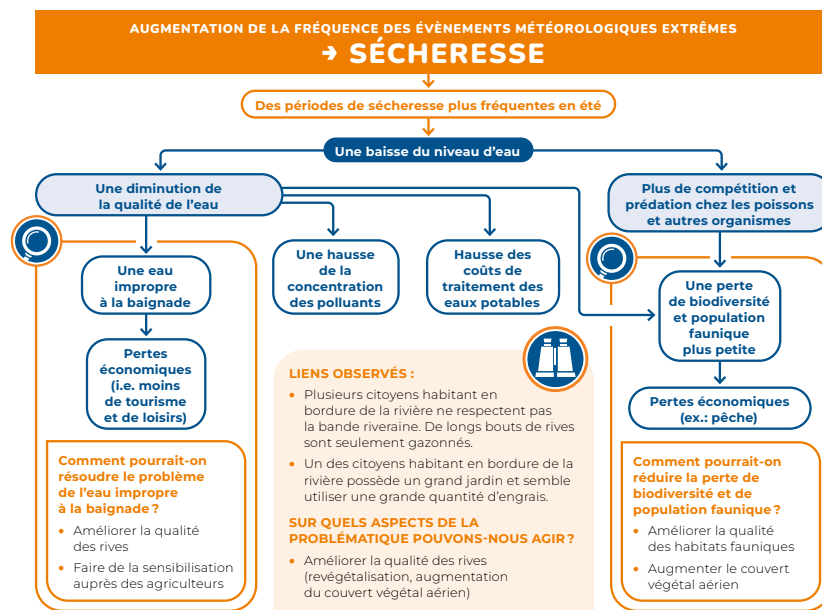 AUGMENTATION DE LA FRÉQUENCE DES ÉVÈNEMENTS MÉTÉOROLOGIQUES EXTRÊMES
→ SÉCHERESSE
Des périodes de sécheresse plus fréquentes en été
Une baisse du niveau d’eau
Une diminution de
la qualité de l’eau
Plus de compétition et
prédation chez les poissons
et autres organismes
Une eau
impropre
à la baignade
Une hausse
de la
concentration
des polluants
Hausse des
coûts de
traitement des
eaux potables
Une perte
de biodiversité
et population
faunique
plus petite
Pertes
économiques
(i.e. moins
de tourisme
et de loisirs)
Pertes économiques
(ex.: pêche)
Comment pourrait-on
résoudre le problème
de l’eau impropre
à la baignade ?
• Améliorer la qualité
des rives
• Faire de la sensibilisation
auprès des agriculteurs
LIENS OBSERVÉS :
• Plusieurs citoyens habitant en
bordure de la rivière ne respectent pas
la bande riveraine. De longs bouts de rives
sont seulement gazonnés.
• Un des citoyens habitant en bordure de la
rivière possède un grand jardin et semble
utiliser une grande quantité d’engrais.
SUR QUELS ASPECTS DE LA
PROBLÉMATIQUE POUVONS-NOUS AGIR ?
• Améliorer la qualité des rives
(revégétalisation, augmentation
du couvert végétal aérien)
Comment pourrait-on
réduire la perte de
biodiversité et de
population faunique ?
• Améliorer la qualité
des habitats fauniques
• Augmenter le couvert
végétal aérien